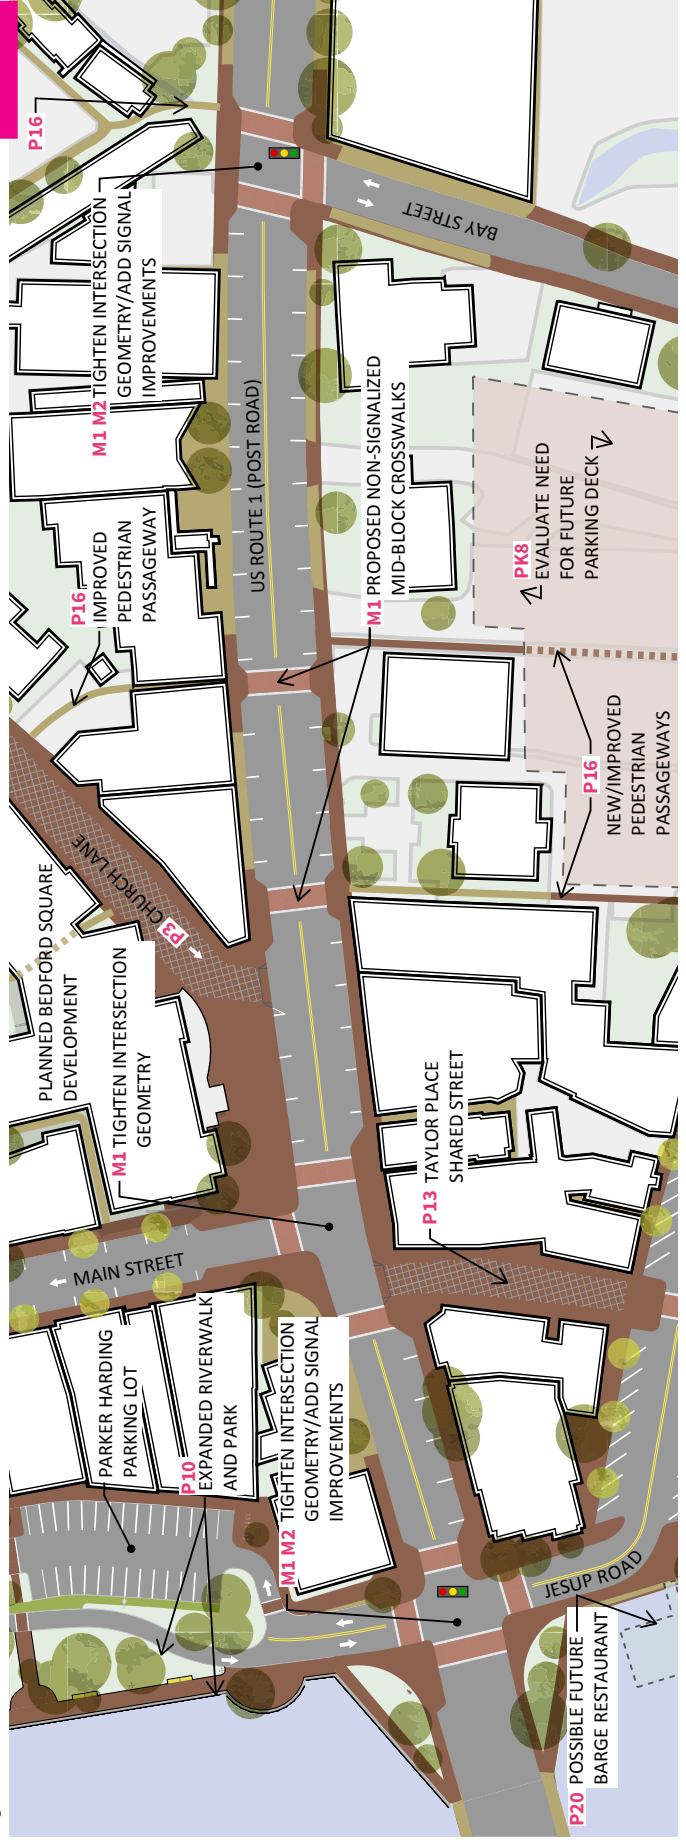 P16
M1 M2 TIGHTEN INTERSECTION
GEOMETRY/ADD SIGNAL
IMPROVEMENTS
BAY STREET
US ROUTE 1 (POST ROAD)
M1 PROPOSED NON-SIGNALIZED
MID-BLOCK CROSSWALKS
P16
IMPROVED
PEDESTRIAN
PASSAGEWAY
PK8
EVALUATE NEED
FOR FUTURE
PARKING DECK
P16
NEW/IMPROVED
PEDESTRIAN
PASSAGEWAYS
CHURCH LANE
P3
PLANNED BEDFORD SQUARE
DEVELOPMENT
M1 TIGHTEN INTERSECTION
GEOMETRY
P13 TAYLOR PLACE
SHARED STREET
MAIN STREET
PARKER HARDING
PARKING LOT
P10
EXPANDED RIVERWALK
AND PARK
M1 M2 TIGHTEN INTERSECTION
GEOMETRY/ADD SIGNAL
IMPROVEMENTS
JESUP ROAD
P20 POSSIBLE FUTURE
BARGE RESTAURANT